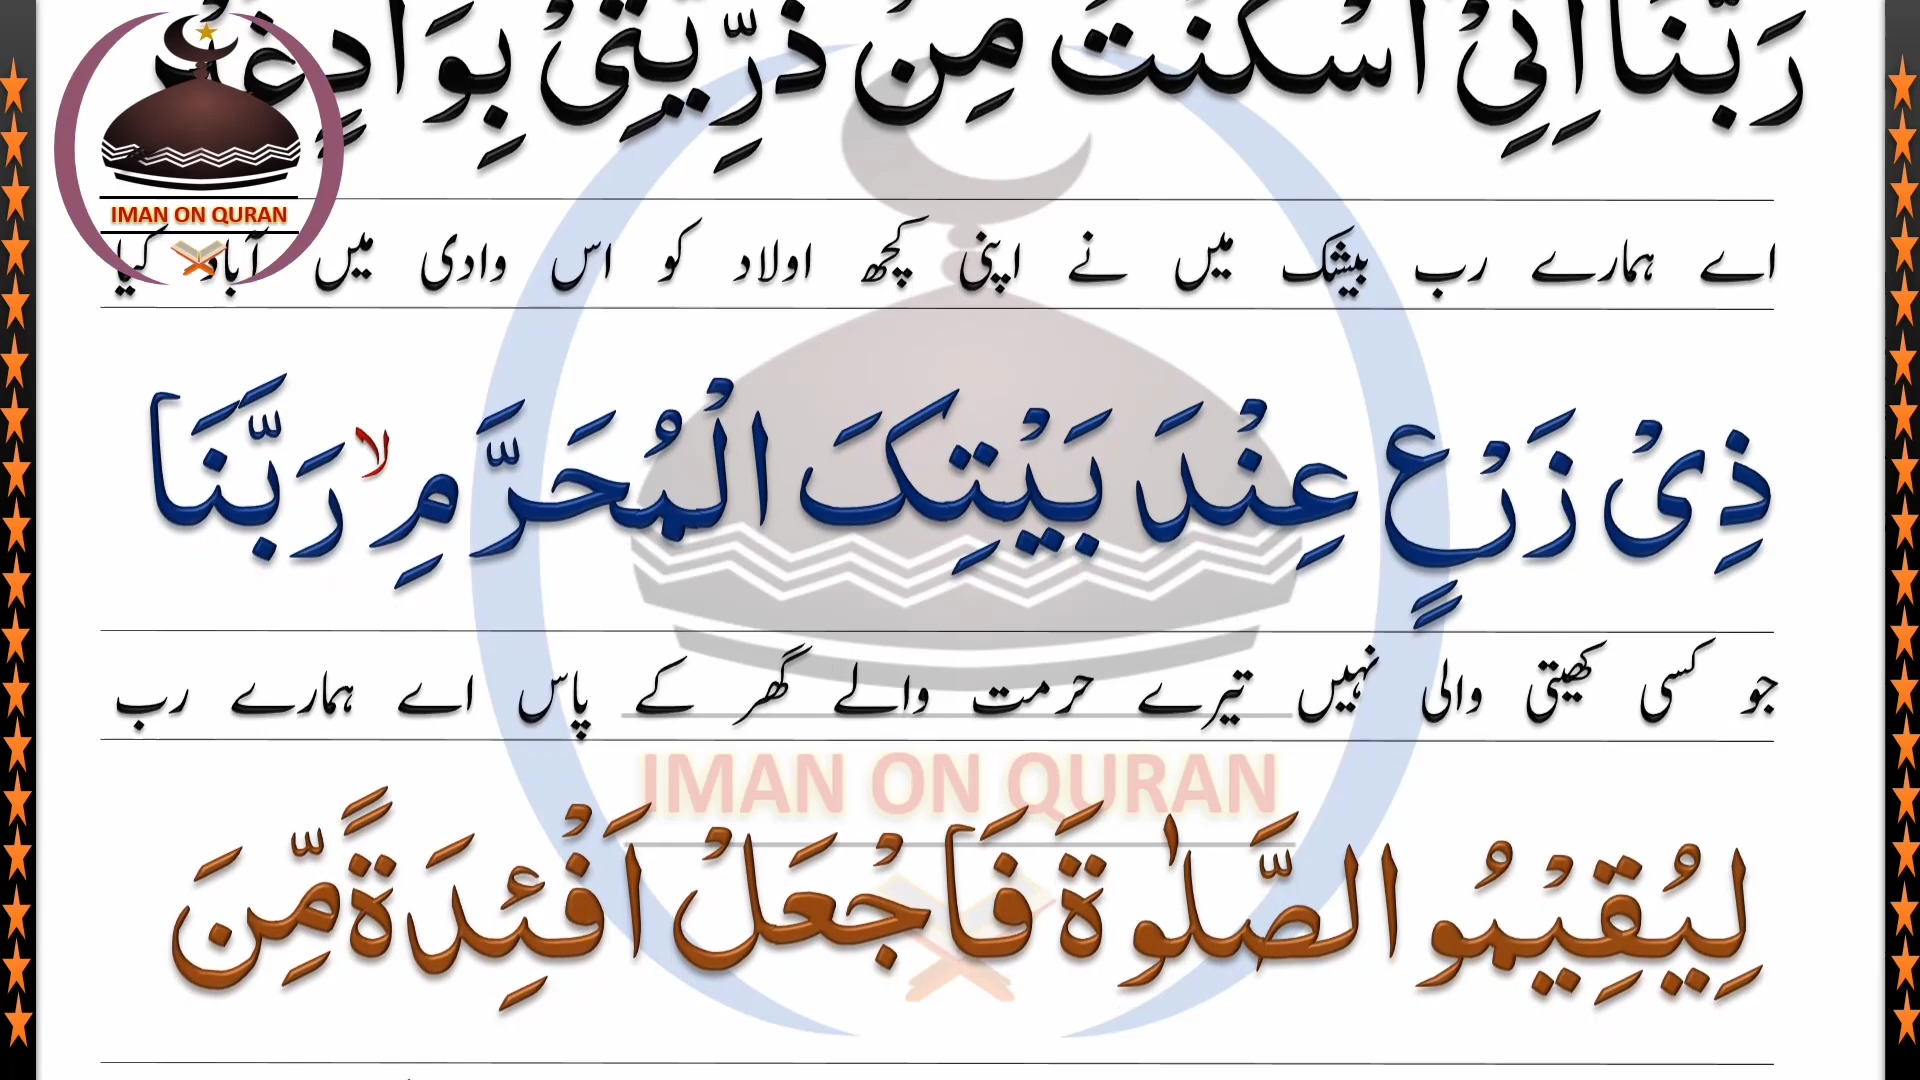 رَبَّنَا اِنِّیْ اَسْكَنْتُ مِنْ ذُرِّیَّتِیْ بِوَادٍ
IMAN ON QURAN
اے ہمارے رب بیشک میں نے اپنی کچھ اولاد کو اس وادی میں آباد کیا
ذِیْ زَرْعٍ عِنْدَ بَیْتِکَ الْمُحَرَّمِ ۙ رَبَّنَا
جو کسی کھیتی والی نہیں تیرے حرمت والے گھر کے پاس اے ہمارے رب
IMAN ON QURAN
لِیُقِیْمُوا الصَّلٰوةَ فَاجْعَلْ اَفْئِدَةً مِّنَ